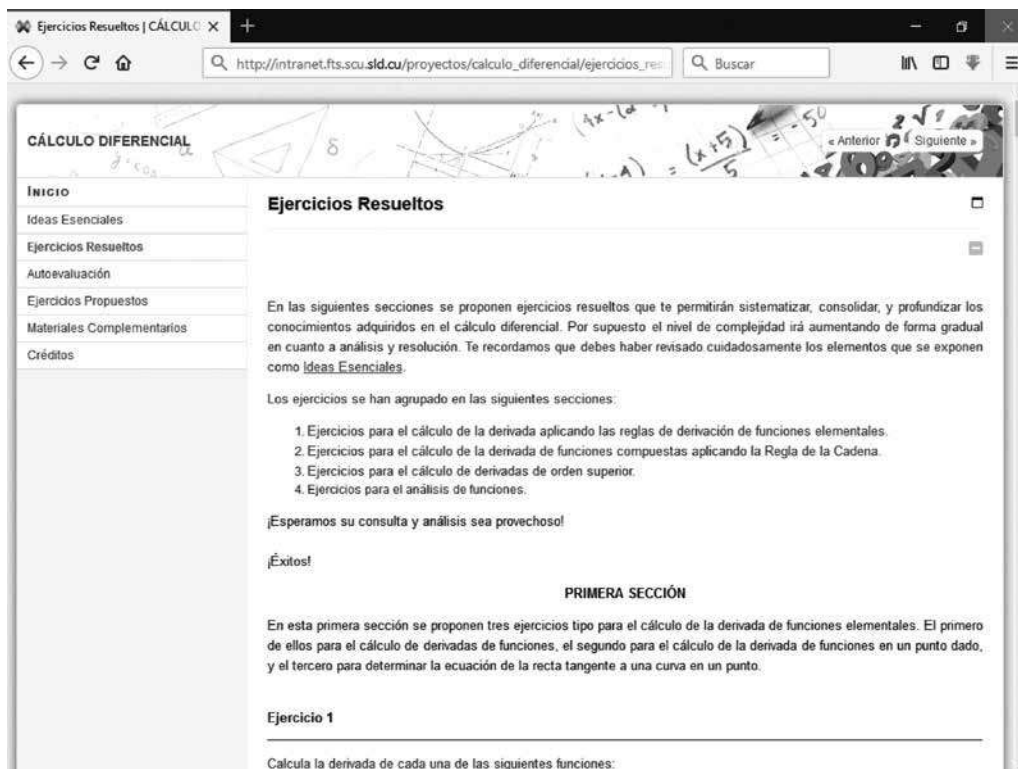 Ejercicios Resueltos | CÁLCULO
http://intranet.fts.scu.sld.cu/proyectos/calculo_diferencial/ejercicios_res
Buscar
CÁLCULO DIFERENCIAL
« Anterior
Siguiente »
INICIO
Ideas Esenciales
Ejercicios Resueltos
Autoevaluación
Ejercicios Propuestos
Materiales Complementarios
Créditos
Ejercicios Resueltos
En las siguientes secciones se proponen ejercicios resueltos que te permitirán sistematizar, consolidar, y profundizar los
conocimientos adquiridos en el cálculo diferencial. Por supuesto el nivel de complejidad irá aumentando de forma gradual
en cuanto a análisis y resolución. Te recordamos que debes haber revisado cuidadosamente los elementos que se exponen
como Ideas Esenciales.
Los ejercicios se han agrupado en las siguientes secciones:
1. Ejercicios para el cálculo de la derivada aplicando las reglas de derivación de funciones elementales.
2. Ejercicios para el cálculo de la derivada de funciones compuestas aplicando la Regla de la Cadena.
3. Ejercicios para el cálculo de derivadas de orden superior.
4. Ejercicios para el análisis de funciones.
¡Esperamos su consulta y análisis sea provechoso!
¡Éxitos!
PRIMERA SECCIÓN
En esta primera sección se proponen tres ejercicios tipo para el cálculo de la derivada de funciones elementales. El primero
de ellos para el cálculo de derivadas de funciones, el segundo para el cálculo de la derivada de funciones en un punto dado,
y el tercero para determinar la ecuación de la recta tangente a una curva en un punto.
Ejercicio 1
Calcula la derivada de cada una de las siguientes funciones: